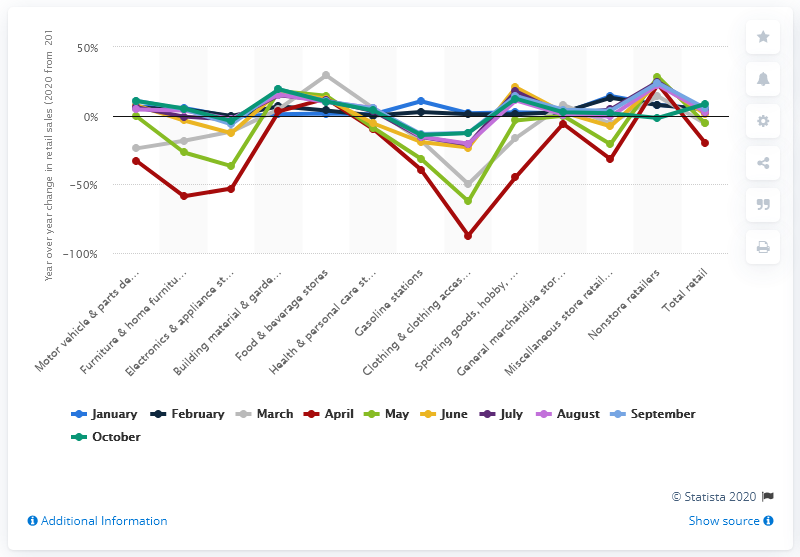 Year over year change in retail sales (2020 from 201
50%
0%
−50%
−100%
Motor vehicle & parts de…
Furniture & home furnitu…
Electronics & appliance st…
Building material & garde…
Food & beverage stores
Health & personal care st…
Gasoline stations
Clothing & clothing acces…
Sporting goods, hobby, …
General merchandise stor…
Miscellaneous store retail…
Nonstore retailers
Total retail
January February March April May June July August September
October
© Statista 2020
Additional Information Show source